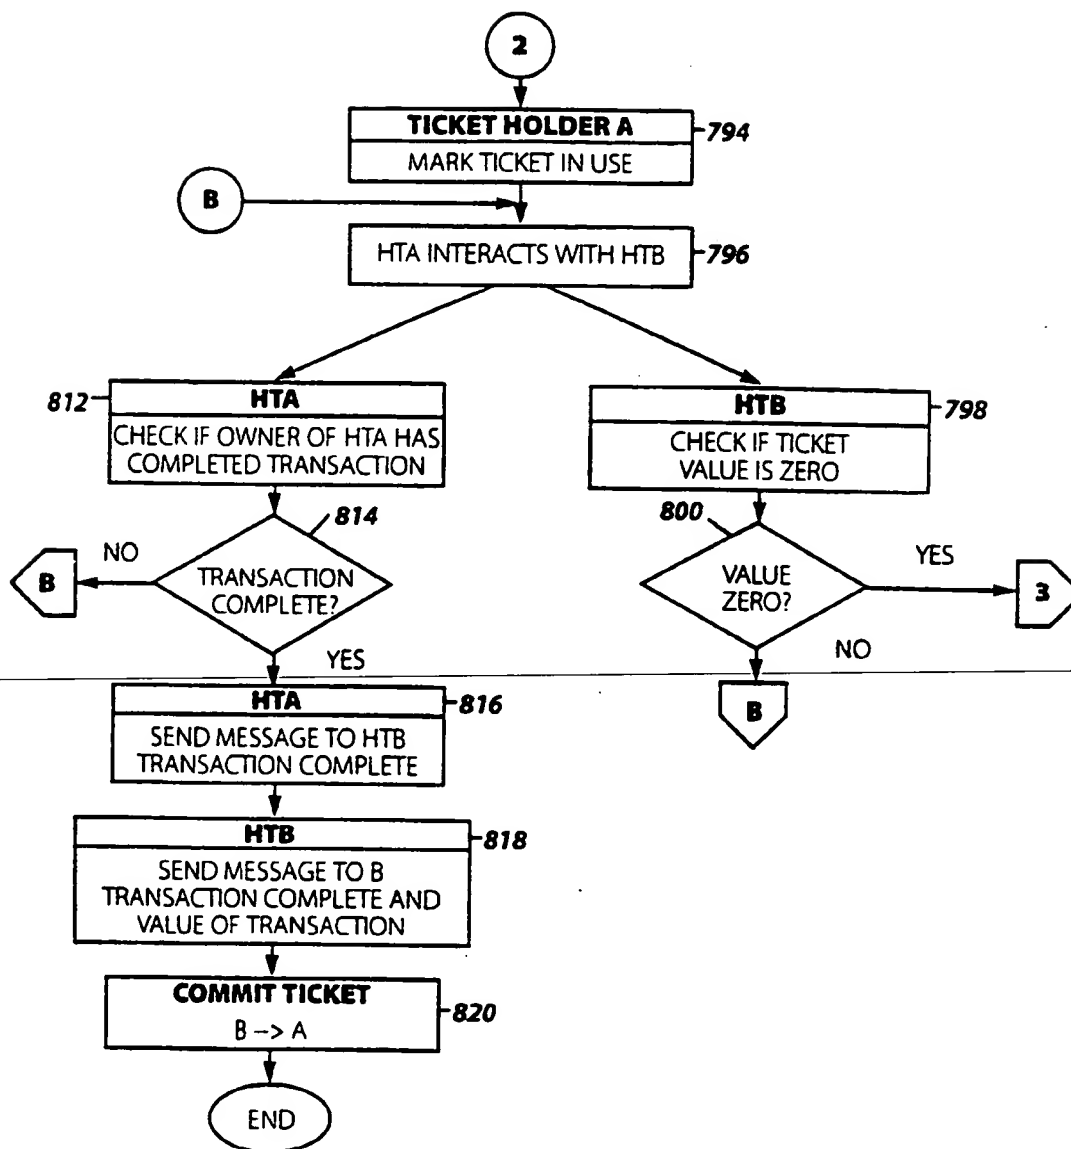 2
TICKET HOLDER A
794
MARK TICKET IN USE
B
HTA INTERACTS WITH HTB
796
812
HTA
CHECK IF OWNER OF HTA HAS
COMPLETED TRANSACTION
HTB
798
CHECK IF TICKET
VALUE IS ZERO
814
NO
B
TRANSACTION
COMPLETE?
YES
800
VALUE
ZERO?
YES
3
NO
B
HTA
816
SEND MESSAGE TO HTB
TRANSACTION COMPLETE
HTB
818
SEND MESSAGE TO B
TRANSACTION COMPLETE AND
VALUE OF TRANSACTION
COMMIT TICKET
820
B --> A
END